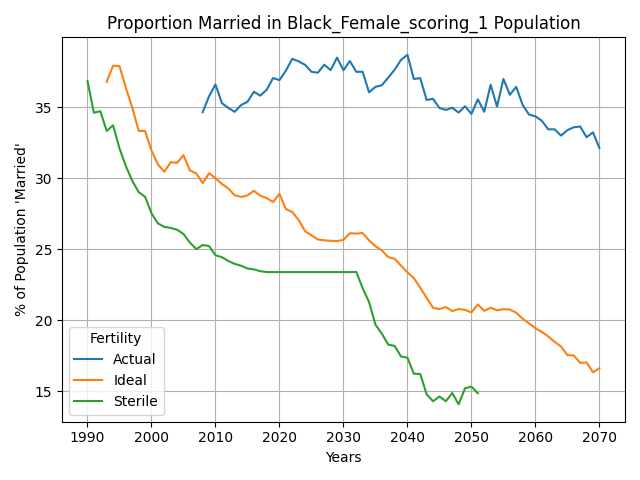 Proportion Married in Black_Female_scoring_1 Population
% of Population 'Married'
35
30
25
20
15
Fertility
Actual
Ideal
Sterile
1990 2000 2010 2020 2030 2040 2050 2060 2070
Years